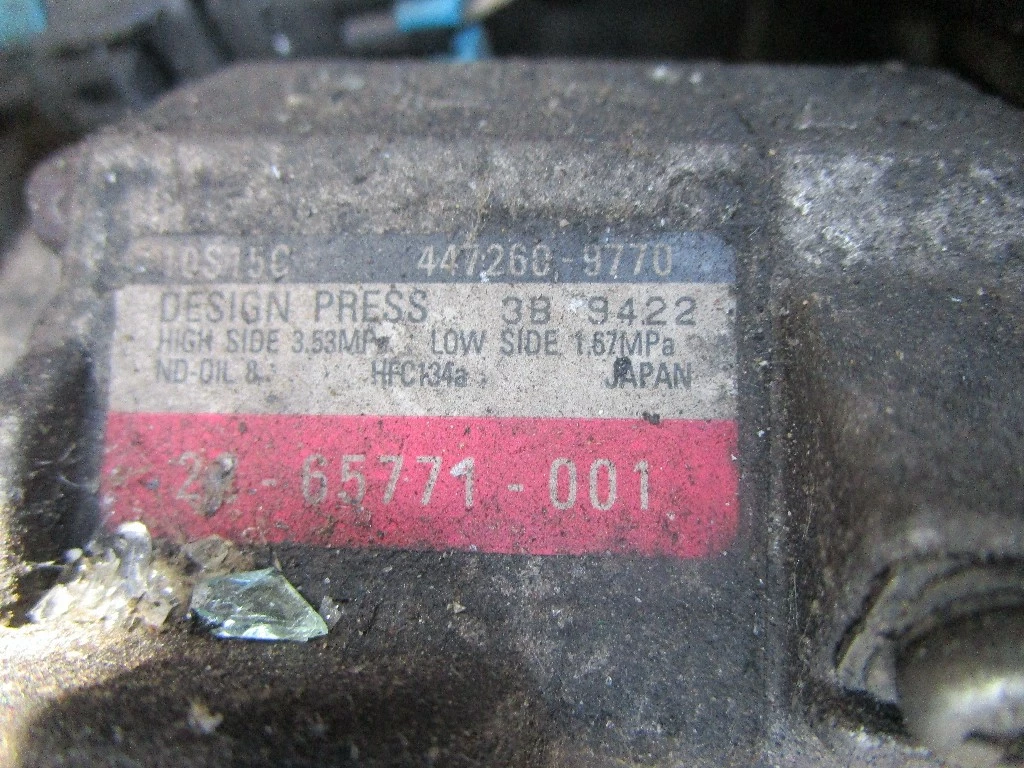 10S15C 447260-9770
DESIGN PRESS 3B 9422
HIGH SIDE 3.53MPa LOW SIDE 1.67MPa
ND-OIL 8 HFC134a JAPAN
22-65771-001